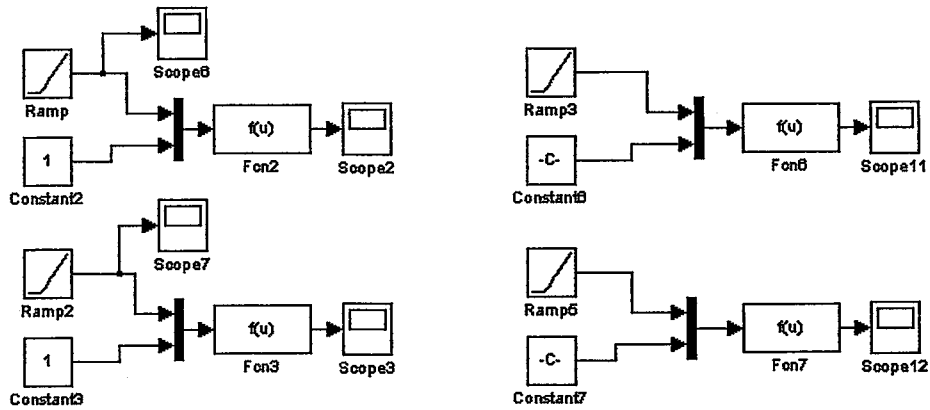 Scope6
Ramp
1
f(u)
Constant2
Fcn2
Scope2
Scope7
Ramp2
1
f(u)
Constant3
Fcn3
Scope3
Ramp3
-C-
f(u)
Constant6
Fcn6
Scope11
Ramp5
-C-
f(u)
Constant7
Fcn7
Scope12